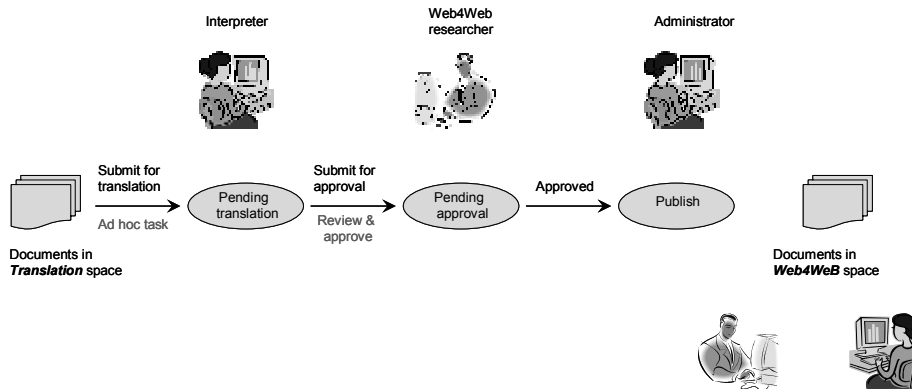 Interpreter
Web4Web
researcher
Administrator
Submit for
translation
Ad hoc task
Pending
translation
Submit for
approval
Review &
approve
Pending
approval
Approved
Publish
Documents in
Translation space
Documents in
Web4WeB space